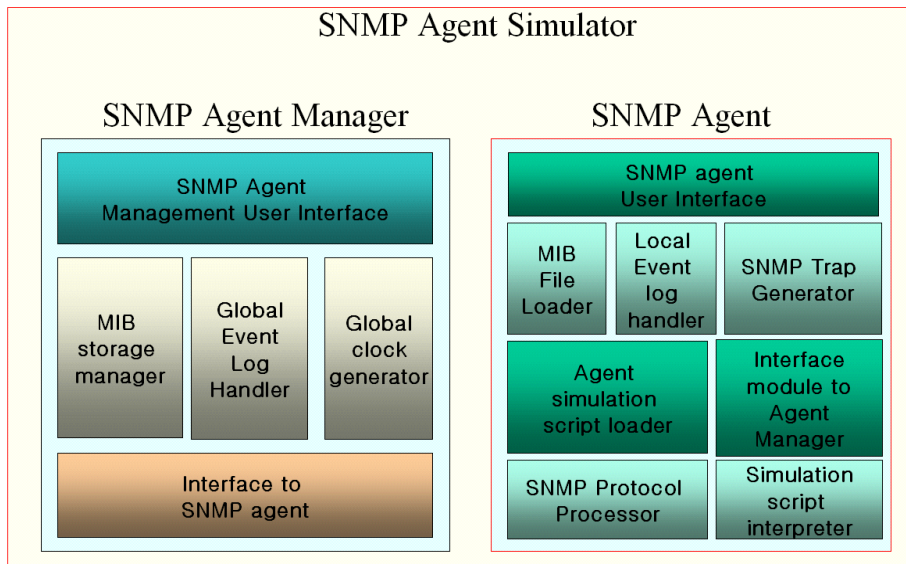 SNMP Agent Simulator
SNMP Agent Manager
SNMP Agent
Management User Interface
MIB
storage
manager
Global
Event
Log
Handler
Global
clock
generator
Interface to
SNMP agent
SNMP Agent
SNMP agent
User Interface
MIB
File
Loader
Local
Event
log
handler
SNMP Trap
Generator
Agent
simulation
script loader
Interface
module to
Agent
Manager
SNMP Protocol
Processor
Simulation
script
interpreter